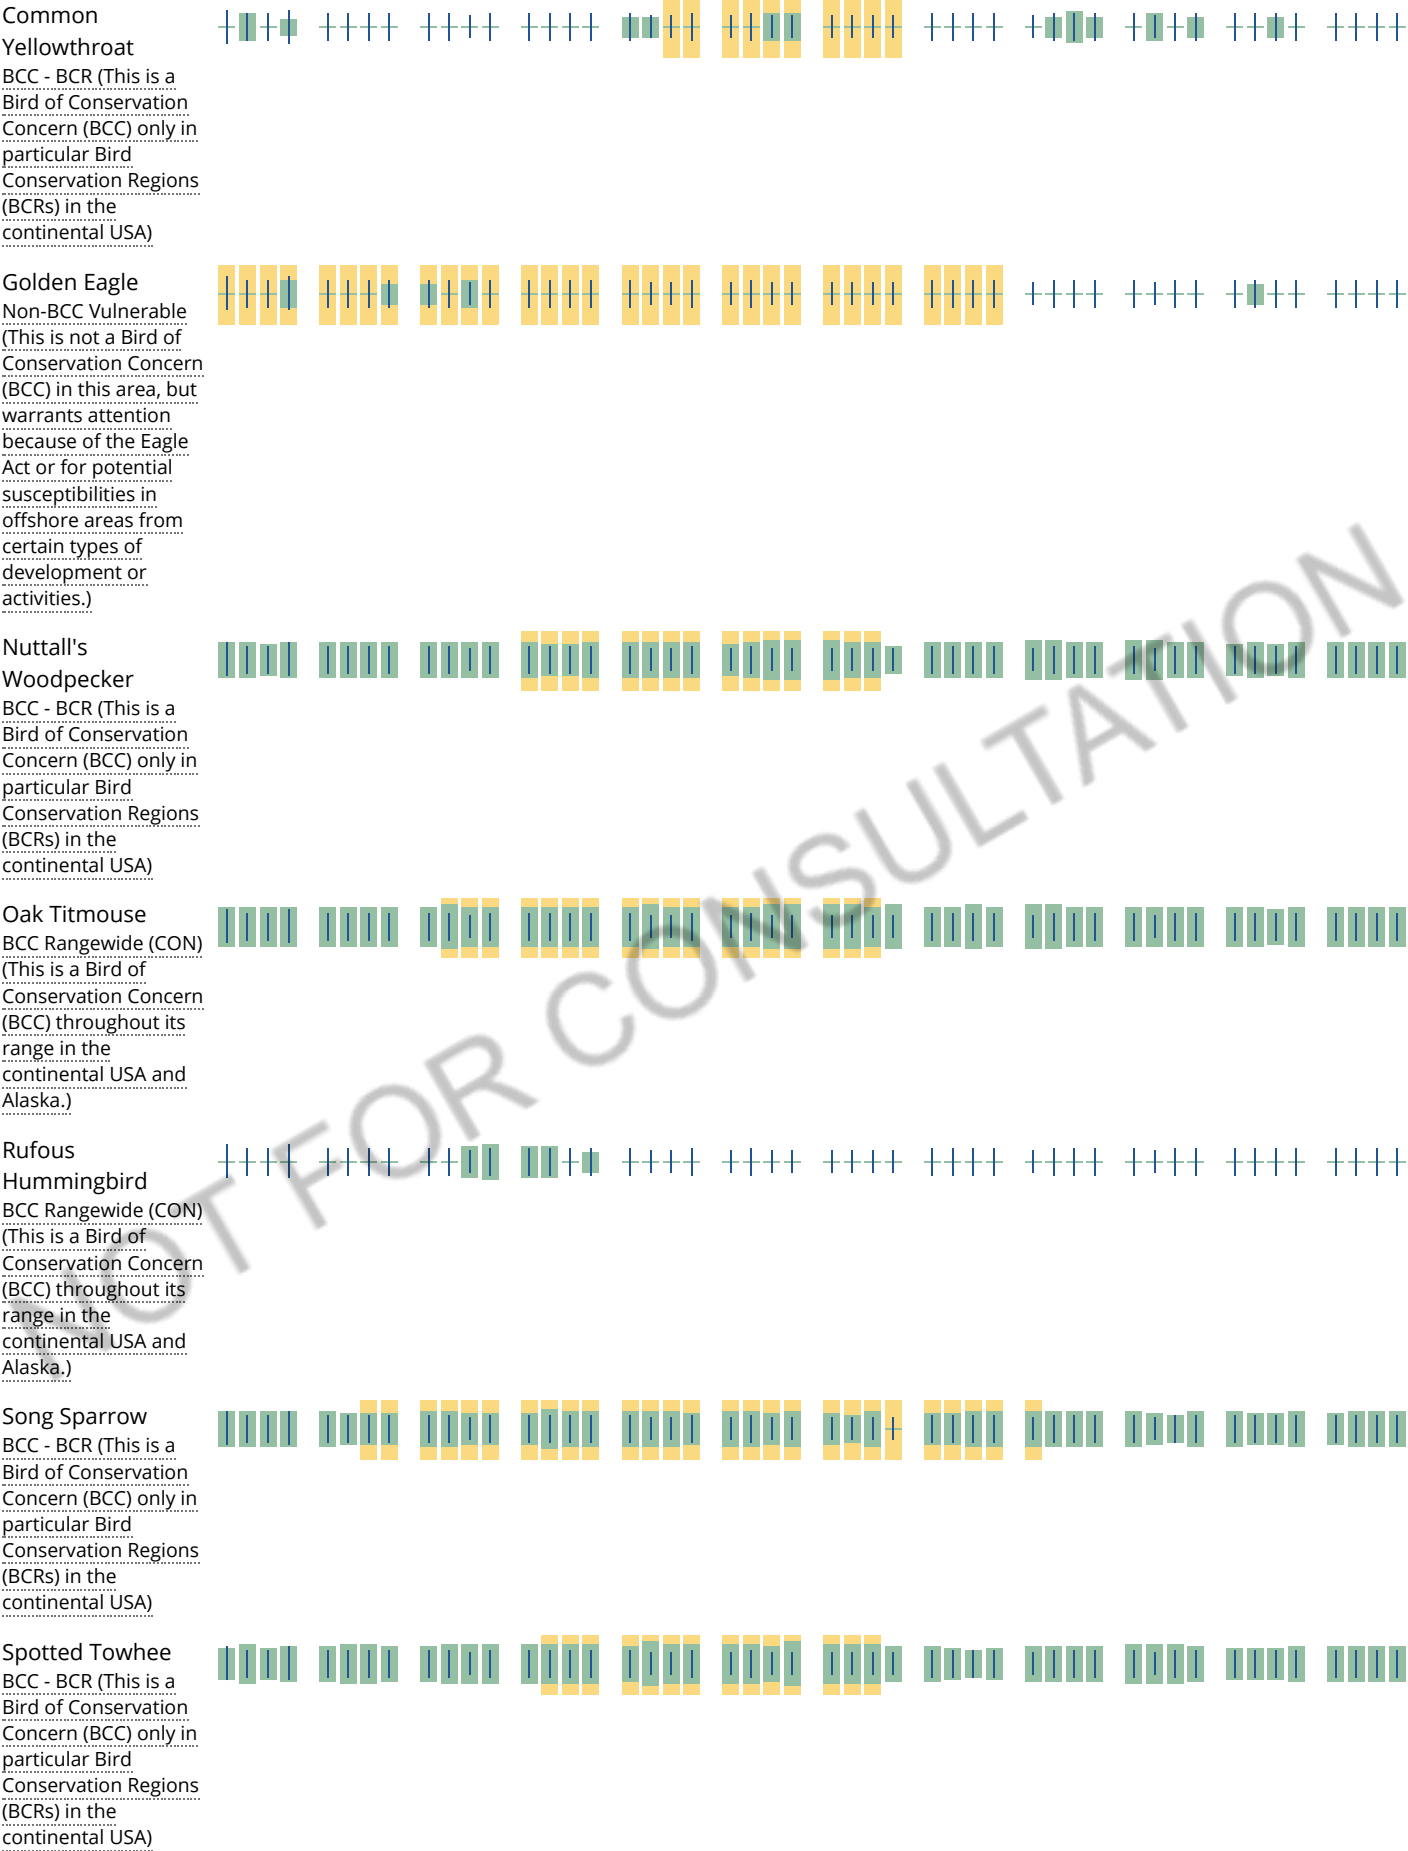 Common
Yellowthroat
BCC - BCR (This is a
Bird of Conservation
Concern (BCC) only in
particular Bird
Conservation Regions
(BCRs) in the
continental USA)
Golden Eagle
Non-BCC Vulnerable
(This is not a Bird of
Conservation Concern
(BCC) in this area, but
warrants attention
because of the Eagle
Act or for potential
susceptibilities in
offshore areas from
certain types of
development or
activities.)
Nuttall's
Woodpecker
BCC - BCR (This is a
Bird of Conservation
Concern (BCC) only in
particular Bird
Conservation Regions
(BCRs) in the
continental USA)
Oak Titmouse
BCC Rangewide (CON)
(This is a Bird of
Conservation Concern
(BCC) throughout its
range in the
continental USA and
Alaska.)
Rufous
Hummingbird
BCC Rangewide (CON)
(This is a Bird of
Conservation Concern
(BCC) throughout its
range in the
continental USA and
Alaska.)
Song Sparrow
BCC - BCR (This is a
Bird of Conservation
Concern (BCC) only in
particular Bird
Conservation Regions
(BCRs) in the
continental USA)
Spotted Towhee
BCC - BCR (This is a
Bird of Conservation
Concern (BCC) only in
particular Bird
Conservation Regions
(BCRs) in the
continental USA)
NOT FOR CONSULTATION